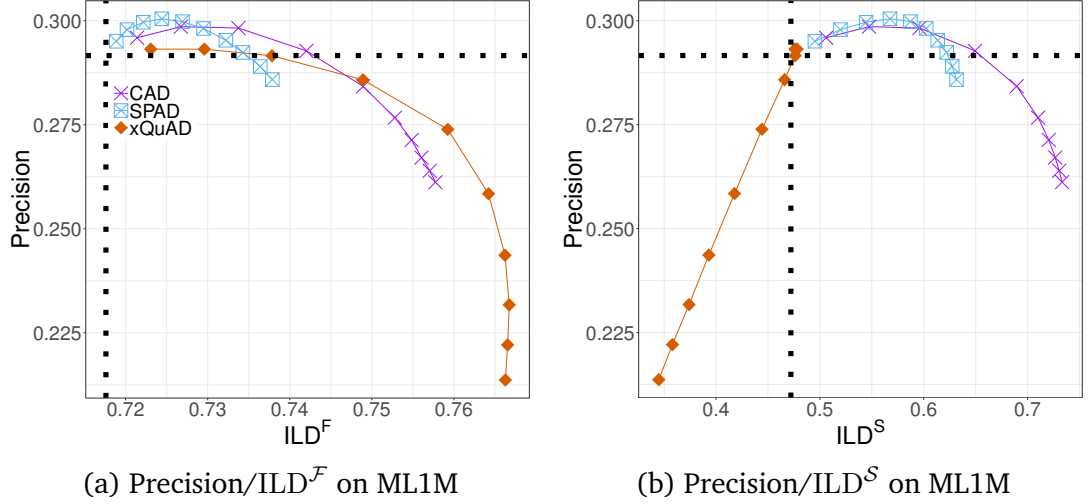 0.300
0.275
0.250
0.225
Precision
CAD
SPAD
xQuAD
0.72 0.73 0.74 0.75 0.76
ILD^F
(a) Precision/ILD^ℱ on ML1M
0.300
0.275
0.250
0.225
Precision
0.4 0.5 0.6 0.7
ILD^S
(b) Precision/ILD^𝒮 on ML1M